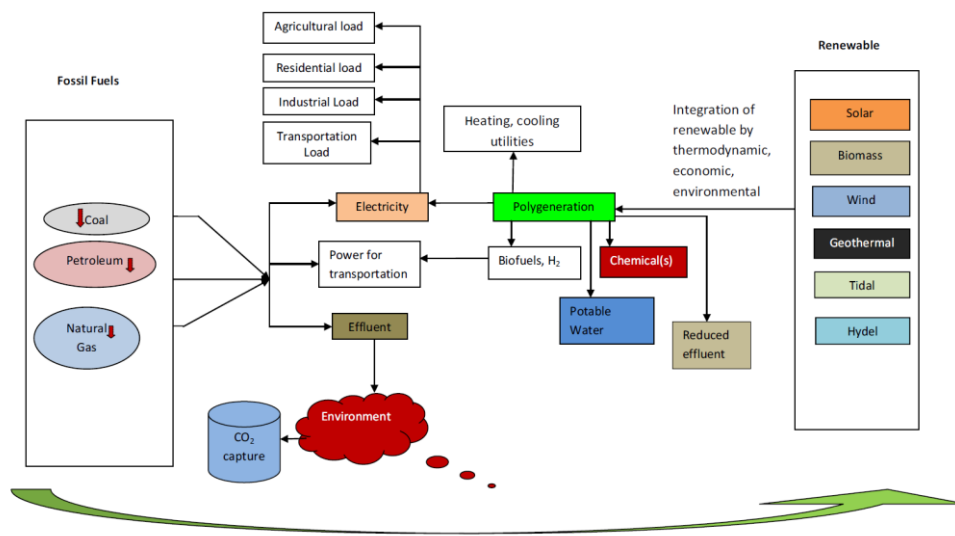 Agricultural load
Residential load
Industrial Load
Transportation
Load
Fossil Fuels
Coal
Petroleum
Natural
Gas
Electricity
Power for
transportation
Effluent
Environment
CO₂
capture
Heating, cooling
utilities
Polygeneration
Biofuels, H₂
Chemical(s)
Potable
Water
Reduced
effluent
Integration of
renewable by
thermodynamic,
economic,
environmental
Renewable
Solar
Biomass
Wind
Geothermal
Tidal
Hydel